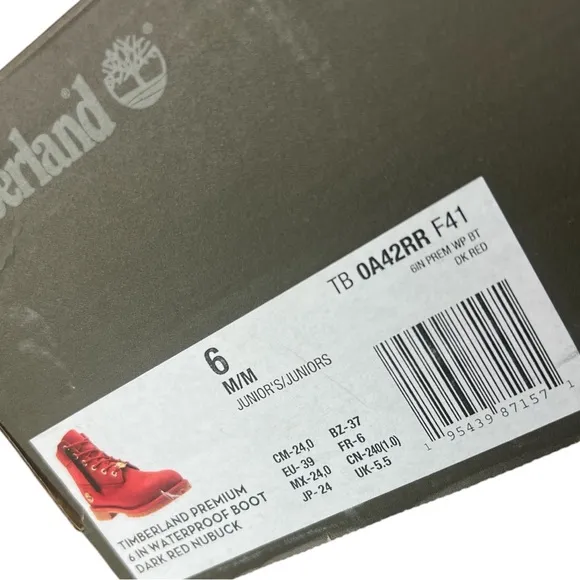 berland
TB 0A42RR F41
6IN PREM WP BT
DK RED
6
M/M
JUNIOR'S/JUNIORS
CM-24,0 BZ-37
EU-39 FR-6
MX-24,0 CN-240(1.0)
JP-24 UK-5.5
1 95439 87157 1
TIMBERLAND PREMIUM
6 IN WATERPROOF BOOT
DARK RED NUBUCK